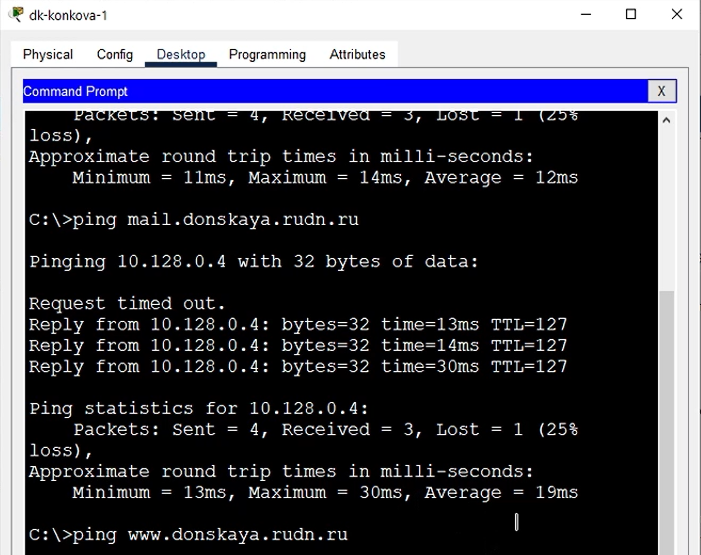 dk-konkova-1
Physical Config Desktop Programming Attributes
Command Prompt X
Packets: Sent = 4, Received = 3, Lost = 1 (25%
loss),
Approximate round trip times in milli-seconds:
Minimum = 11ms, Maximum = 14ms, Average = 12ms
C:\>ping mail.donskaya.rudn.ru
Pinging 10.128.0.4 with 32 bytes of data:
Request timed out.
Reply from 10.128.0.4: bytes=32 time=13ms TTL=127
Reply from 10.128.0.4: bytes=32 time=14ms TTL=127
Reply from 10.128.0.4: bytes=32 time=30ms TTL=127
Ping statistics for 10.128.0.4:
Packets: Sent = 4, Received = 3, Lost = 1 (25%
loss),
Approximate round trip times in milli-seconds:
Minimum = 13ms, Maximum = 30ms, Average = 19ms
C:\>ping www.donskaya.rudn.ru